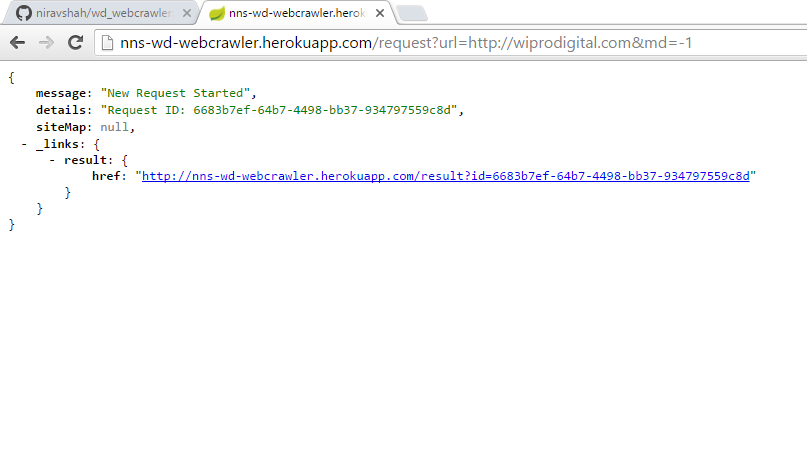 niravshah/wd_webcrawler
nns-wd-webcrawler.herok
nns-wd-webcrawler.herokuapp.com/request?url=http://wiprodigital.com&md=-1
{
message: "New Request Started",
details: "Request ID: 6683b7ef-64b7-4498-bb37-934797559c8d",
siteMap: null,
- _links: {
- result: {
href: "http://nns-wd-webcrawler.herokuapp.com/result?id=6683b7ef-64b7-4498-bb37-934797559c8d"
}
}
}